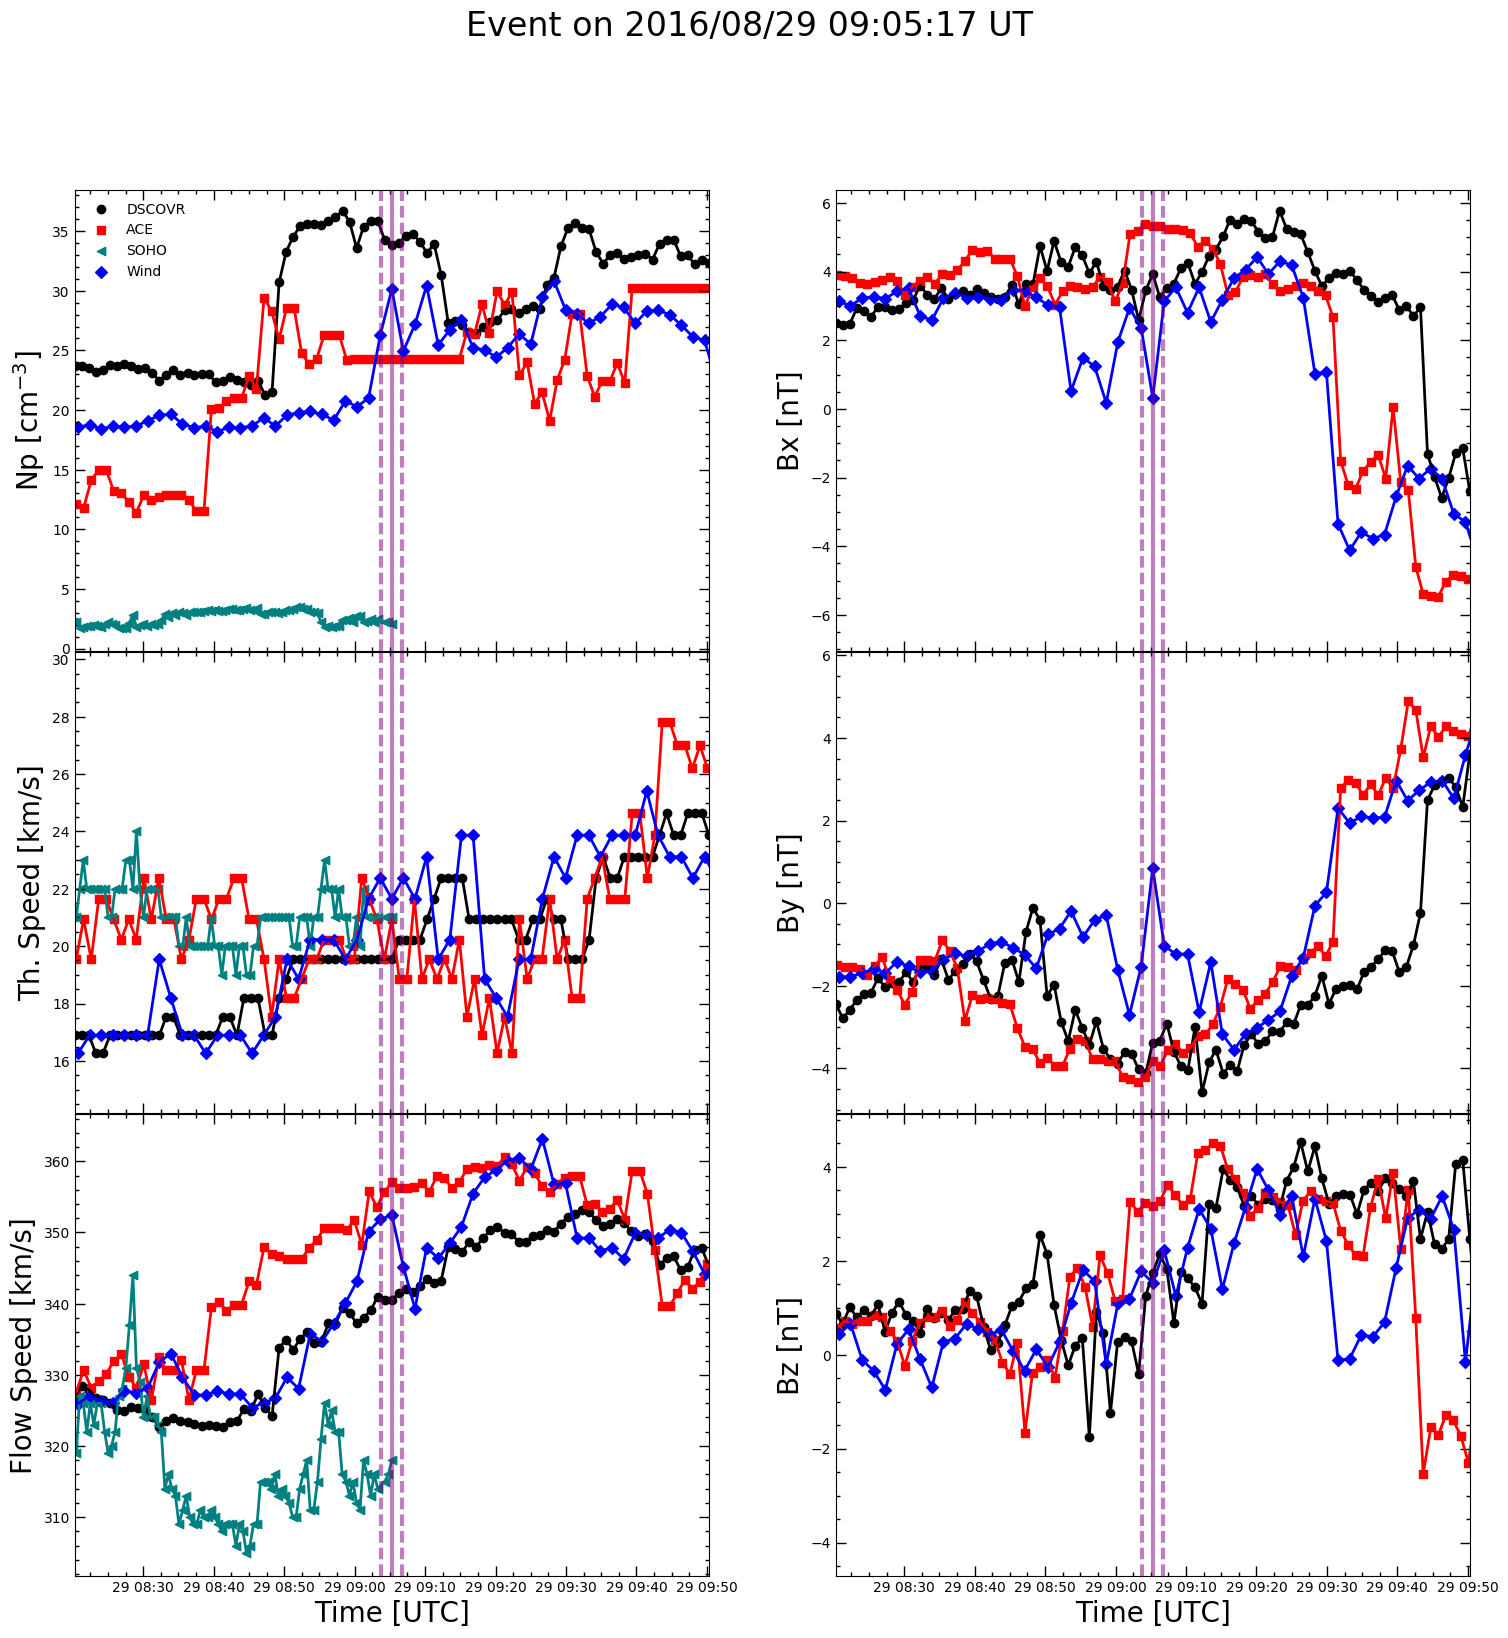 Event on 2016/08/29 09:05:17 UT
DSCOVR
ACE
SOHO
Wind
Np [cm⁻³]
35
30
25
20
15
10
5
0
Th. Speed [km/s]
30
28
26
24
22
20
18
16
Flow Speed [km/s]
360
350
340
330
320
310
29 08:30 29 08:40 29 08:50 29 09:00 29 09:10 29 09:20 29 09:30 29 09:40 29 09:50
Time [UTC]
Bx [nT]
6
4
2
0
−2
−4
−6
By [nT]
6
4
2
0
−2
−4
Bz [nT]
4
2
0
−2
−4
29 08:30 29 08:40 29 08:50 29 09:00 29 09:10 29 09:20 29 09:30 29 09:40 29 09:50
Time [UTC]